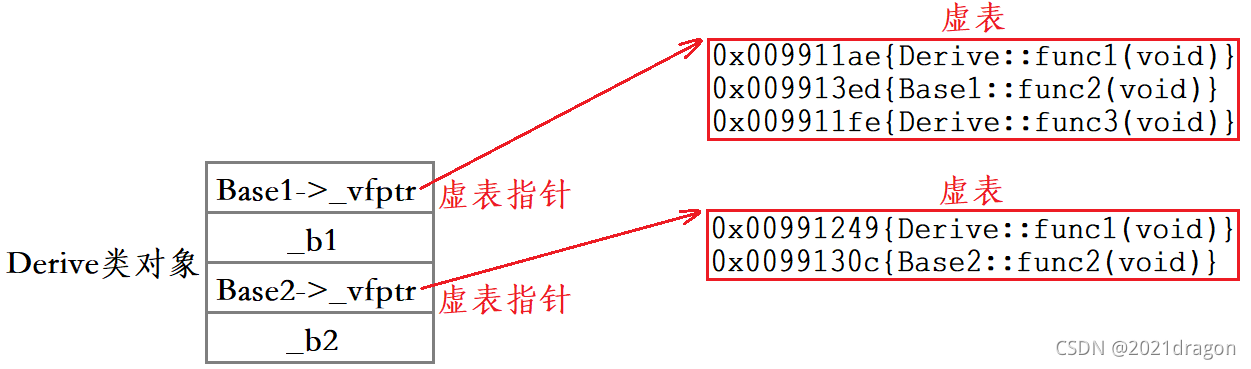 虚表
0x009911ae{Derive::func1(void)}
0x009913ed{Base1::func2(void)}
0x009911fe{Derive::func3(void)}
Base1->_vfptr
虚表指针
虚表
_b1
0x00991249{Derive::func1(void)}
Derive类对象
0x0099130c{Base2::func2(void)}
Base2->_vfptr
虚表指针
_b2
CSDN @2021dragon